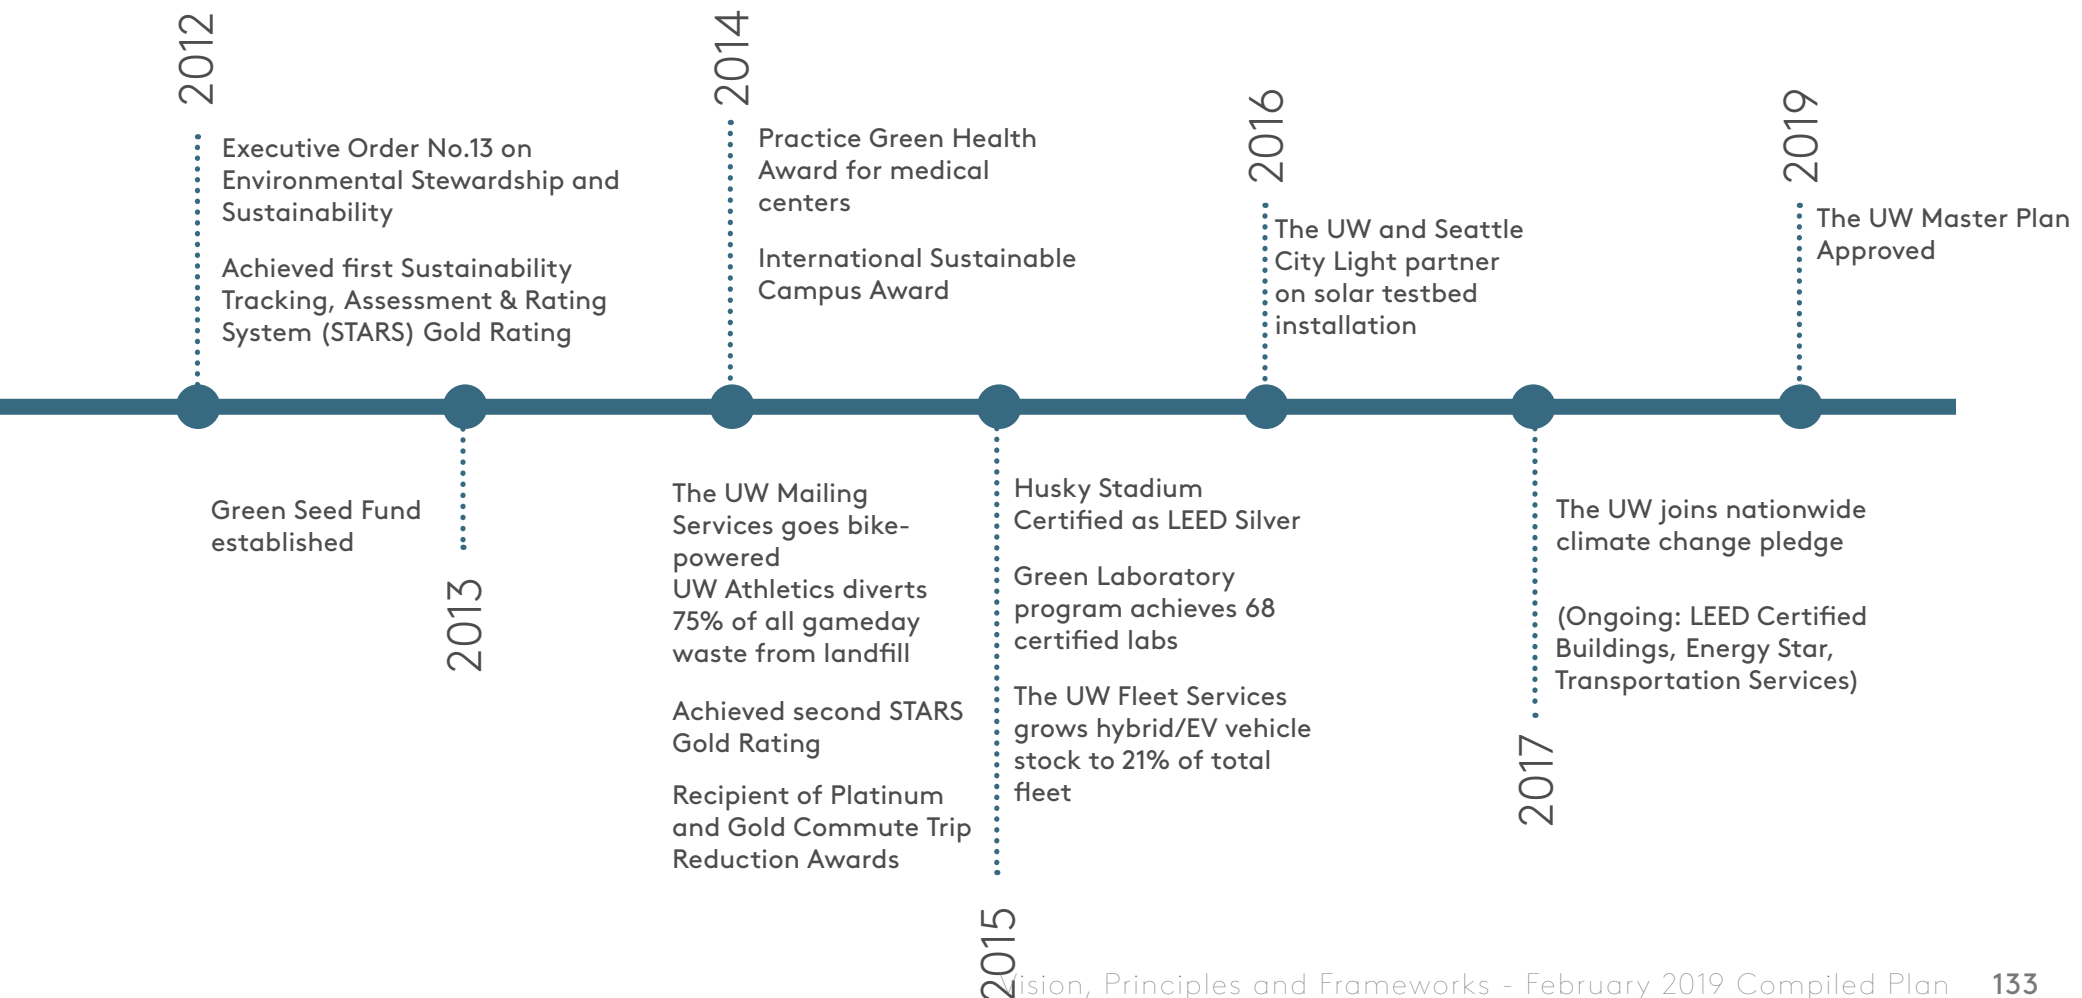 2012
Executive Order No.13 on
Environmental Stewardship and
Sustainability
Achieved first Sustainability
Tracking, Assessment & Rating
System (STARS) Gold Rating
Green Seed Fund
established
2013
2014
Practice Green Health
Award for medical
centers
International Sustainable
Campus Award
The UW Mailing
Services goes bike-
powered
UW Athletics diverts
75% of all gameday
waste from landfill
Achieved second STARS
Gold Rating
Recipient of Platinum
and Gold Commute Trip
Reduction Awards
Husky Stadium
Certified as LEED Silver
Green Laboratory
program achieves 68
certified labs
The UW Fleet Services
grows hybrid/EV vehicle
stock to 21% of total
fleet
2015
2016
The UW and Seattle
City Light partner
on solar testbed
installation
The UW joins nationwide
climate change pledge
(Ongoing: LEED Certified
Buildings, Energy Star,
Transportation Services)
2017
2019
The UW Master Plan
Approved
Vision, Principles and Frameworks - February 2019 Compiled Plan 133